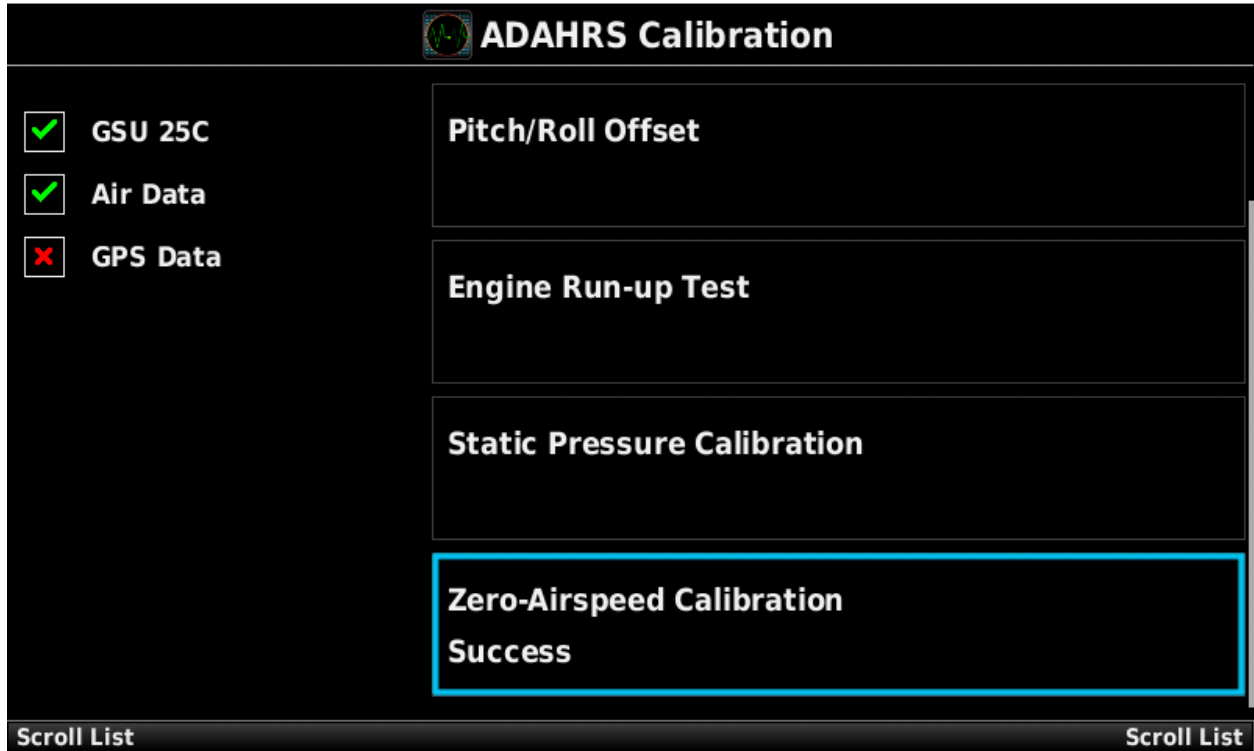 ADAHRS Calibration
GSU 25C
Air Data
GPS Data
Pitch/Roll Offset
Engine Run-up Test
Static Pressure Calibration
Zero-Airspeed Calibration
Success
Scroll List
Scroll List